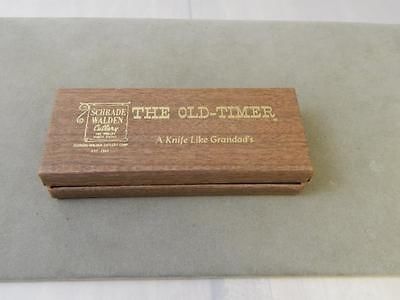 SCHRADE
WALDEN
Cutlery
THE OLD-TIMER
A Knife Like Grandad's